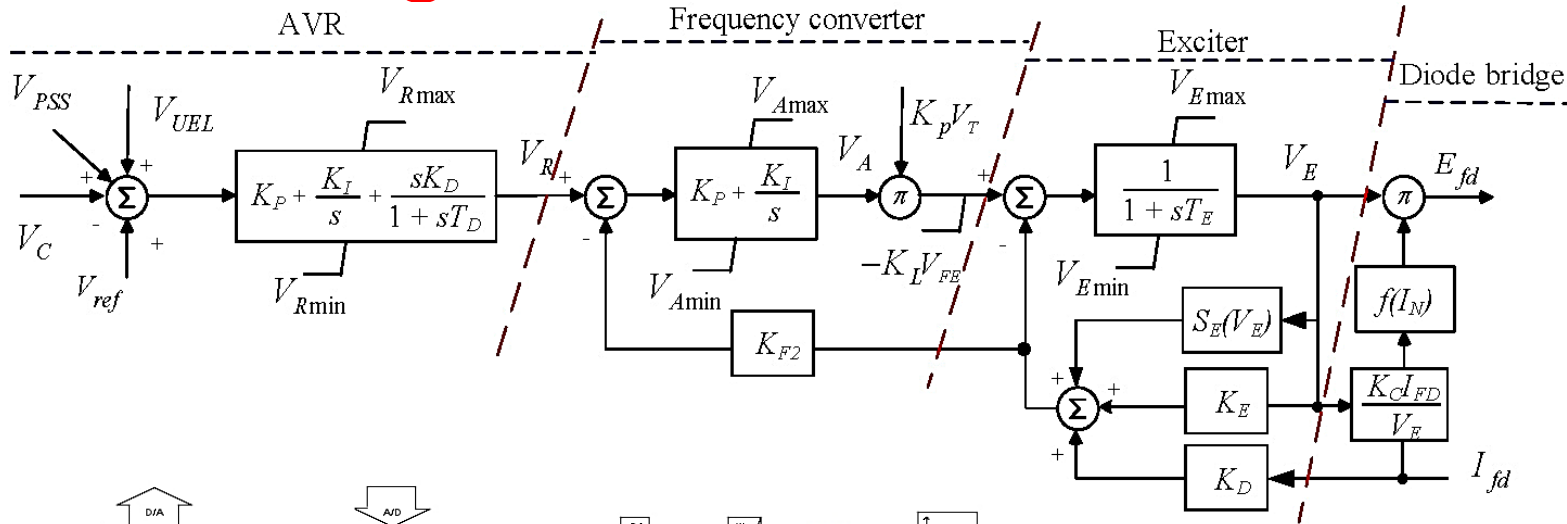 AVR
Frequency converter
Exciter
Diode bridge
V_PSS
V_UEL
V_Rmax
V_Amax
K_pV_T
V_Emax
+
+
-
+
Σ
V_C
V_ref
K_P + K_I/s + sK_D/(1 + sT_D)
V_Rmin
V_R
+
-
Σ
K_P + K_I/s
V_Amin
V_A
π
−K_LV_FE
+
-
Σ
1/(1 + sT_E)
V_Emin
V_E
π
E_fd
f(I_N)
S_E(V_E)
K_F2
+
+
+
Σ
K_E
K_CI_FD/V_E
K_D
I_fd
D/A
A/D